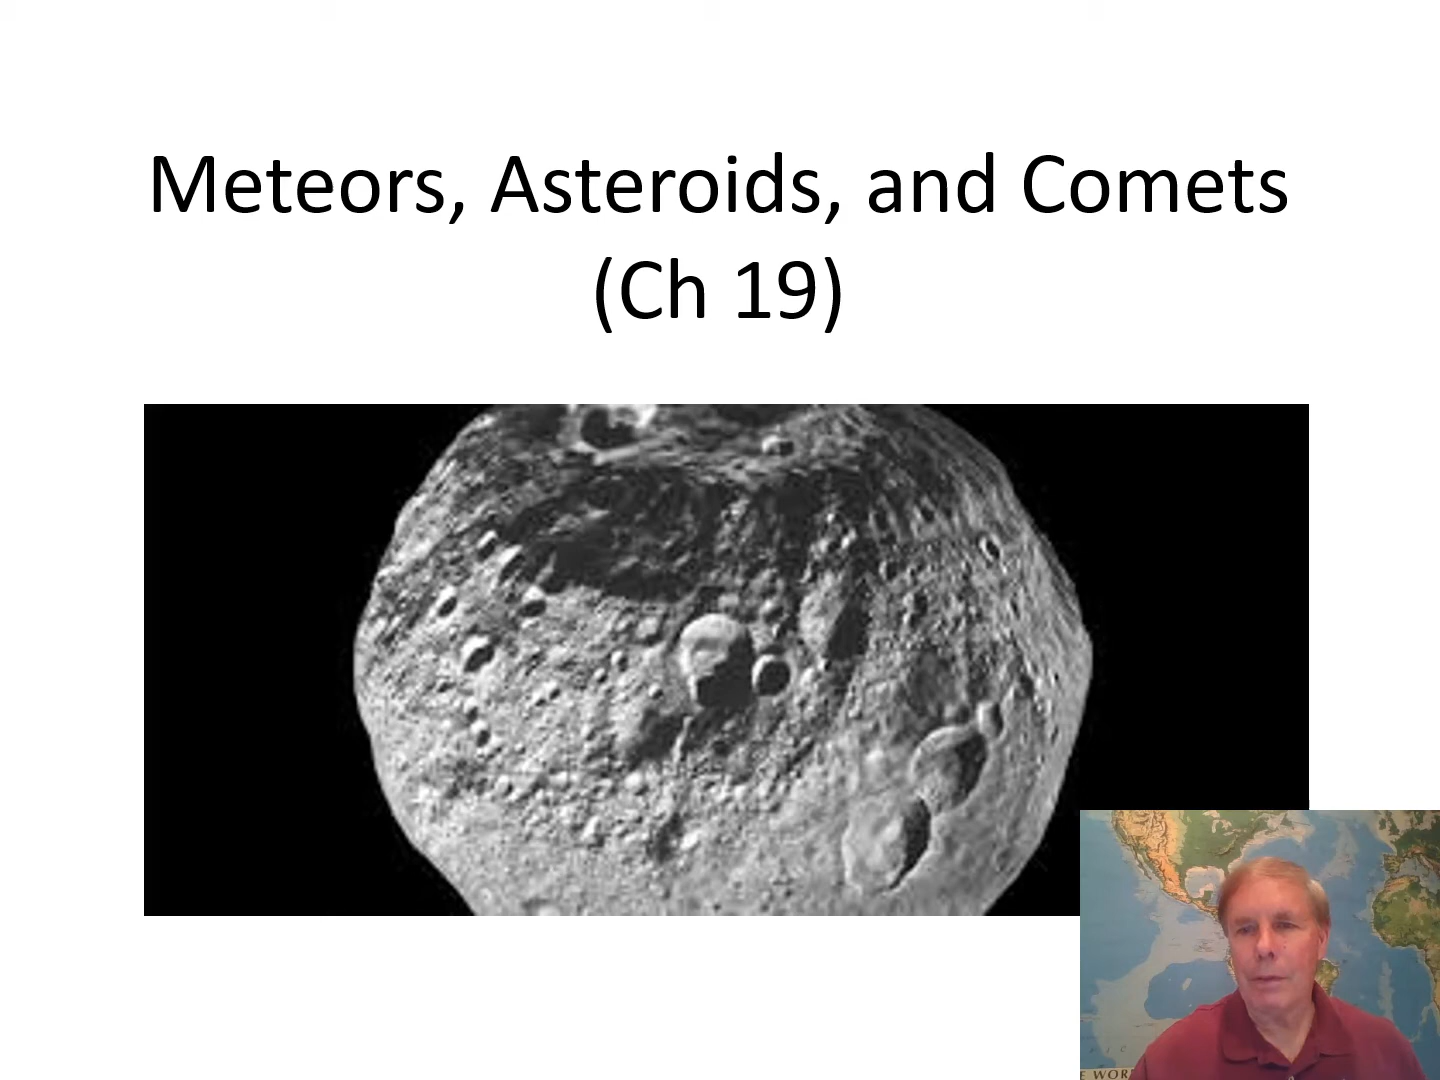 Meteors, Asteroids, and Comets
(Ch 19)